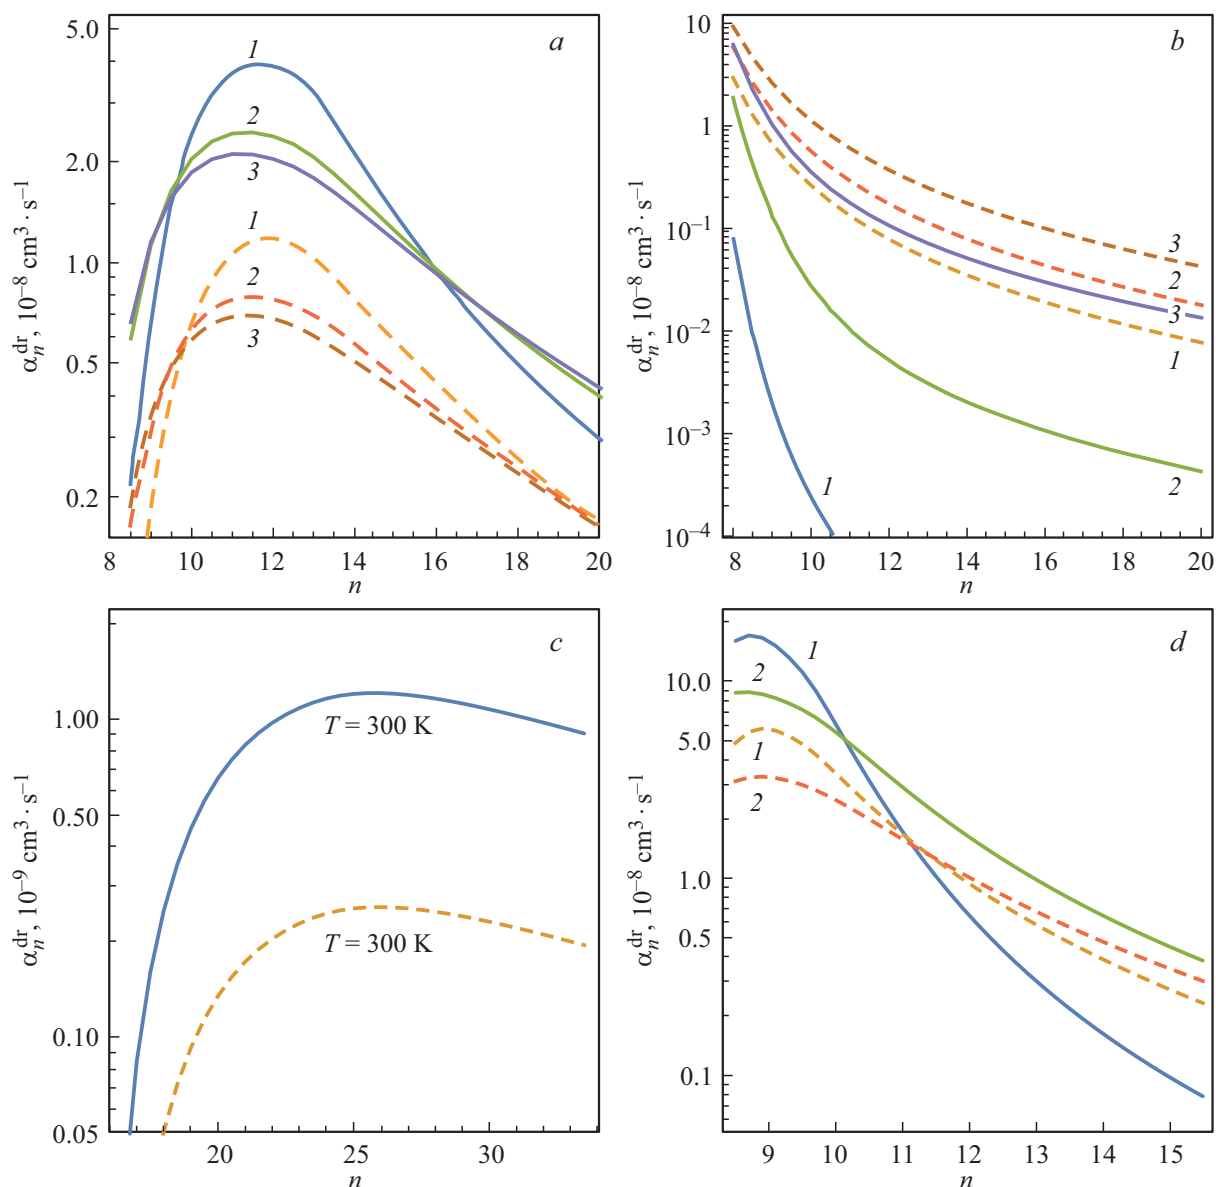 a
5.0
2.0
1.0
0.5
0.2
α_n^dr, 10^−8 cm^3 · s^−1
1
2
3
1
2
3
8 10 12 14 16 18 20
n
b
10
1
10^−1
10^−2
10^−3
10^−4
α_n^dr, 10^−8 cm^3 · s^−1
3
2
3
1
2
1
8 10 12 14 16 18 20
n
c
1.00
0.50
0.10
0.05
α_n^dr, 10^−9 cm^3 · s^−1
T = 300 K
T = 300 K
20 25 30
n
d
10.0
5.0
1.0
0.5
0.1
α_n^dr, 10^−8 cm^3 · s^−1
1
2
1
2
9 10 11 12 13 14 15
n